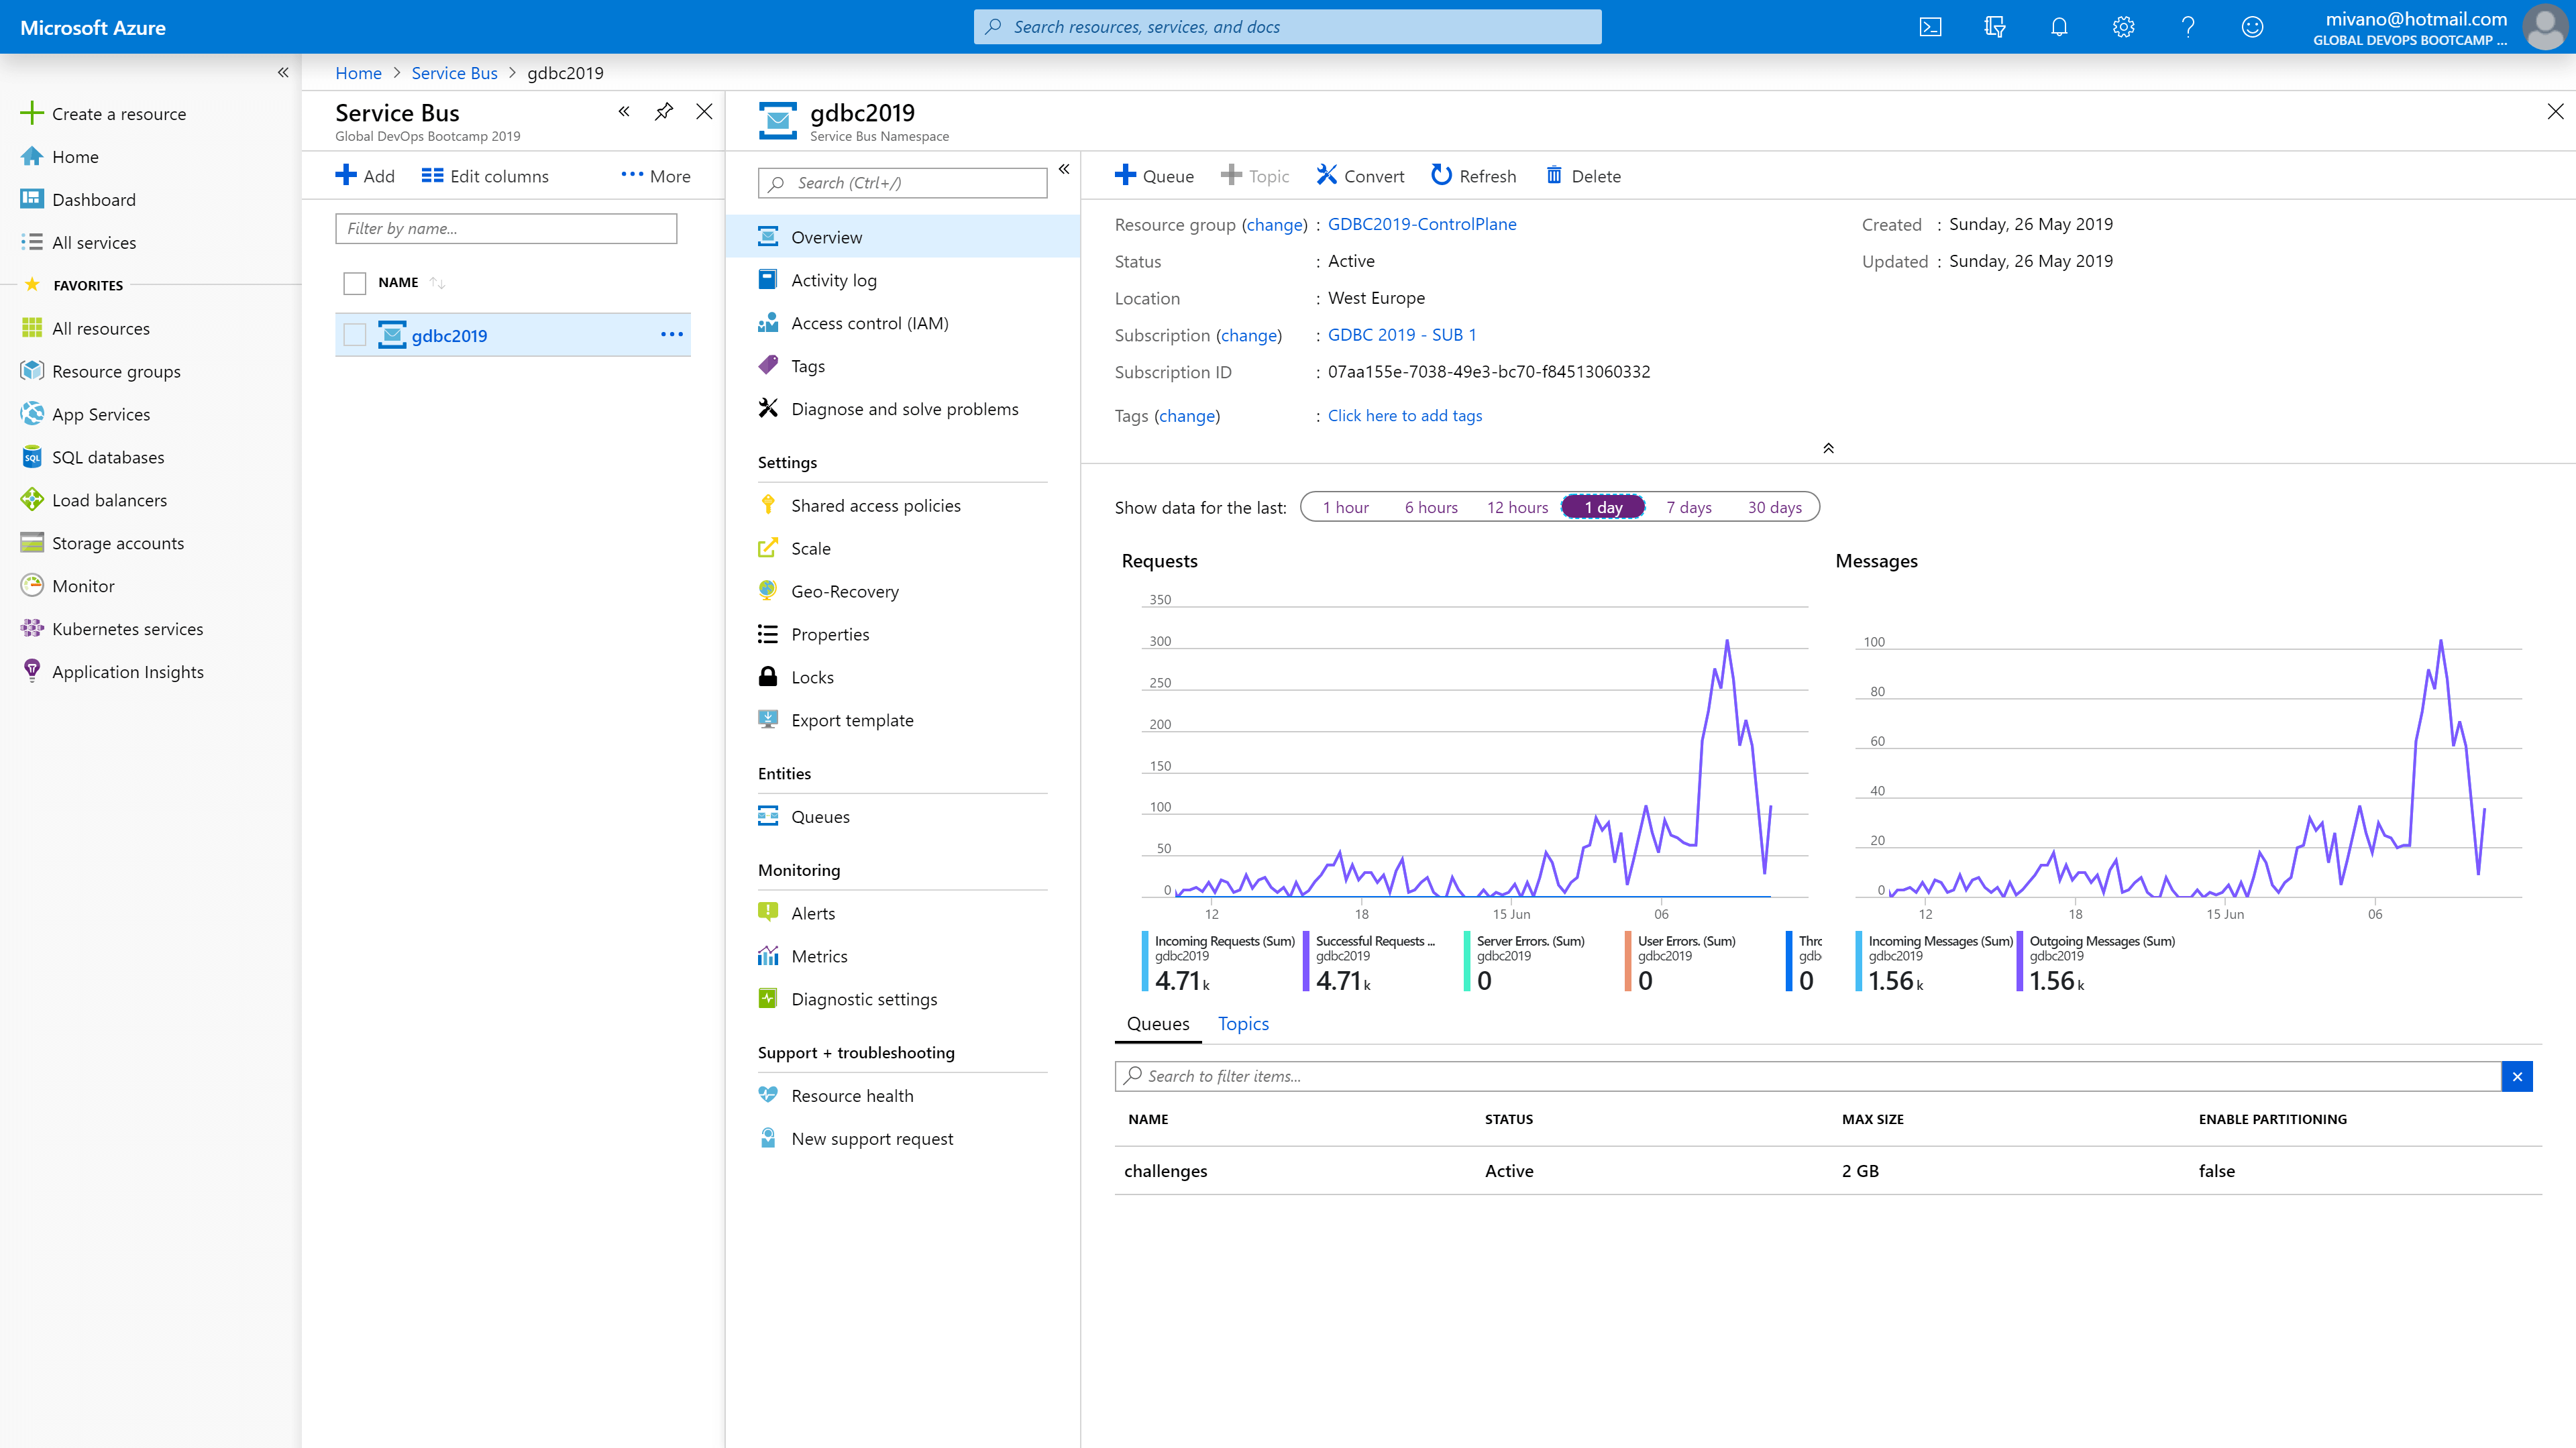 Microsoft Azure
Search resources, services, and docs
mivano@hotmail.com
GLOBAL DEVOPS BOOTCAMP ...
Create a resource
Home
Dashboard
All services
FAVORITES
All resources
Resource groups
App Services
SQL
SQL databases
Load balancers
Storage accounts
Monitor
Kubernetes services
Application Insights
Home > Service Bus > gdbc2019
Service Bus
Global DevOps Bootcamp 2019
Add
Edit columns
More
Filter by name...
NAME
gdbc2019
gdbc2019
Service Bus Namespace
Search (Ctrl+/)
Overview
Activity log
Access control (IAM)
Tags
Diagnose and solve problems
Settings
Shared access policies
Scale
Geo-Recovery
Properties
Locks
Export template
Entities
Queues
Monitoring
Alerts
Metrics
Diagnostic settings
Support + troubleshooting
Resource health
New support request
Queue
Topic
Convert
Refresh
Delete
Resource group (change) : GDBC2019-ControlPlane
Status : Active
Location : West Europe
Subscription (change) : GDBC 2019 - SUB 1
Subscription ID : 07aa155e-7038-49e3-bc70-f84513060332
Tags (change) : Click here to add tags
Created : Sunday, 26 May 2019
Updated : Sunday, 26 May 2019
Show data for the last: 1 hour 6 hours 12 hours 1 day 7 days 30 days
Requests
350
300
250
200
150
100
50
0
12 18 15 Jun 06
Incoming Requests (Sum)
gdbc2019
4.71 k
Successful Requests ...
gdbc2019
4.71 k
Server Errors. (Sum)
gdbc2019
0
User Errors. (Sum)
gdbc2019
0
Thrc
gdb
0
Messages
100
80
60
40
20
0
12 18 15 Jun 06
Incoming Messages (Sum)
gdbc2019
1.56 k
Outgoing Messages (Sum)
gdbc2019
1.56 k
Queues Topics
Search to filter items...
NAME STATUS MAX SIZE ENABLE PARTITIONING
challenges Active 2 GB false